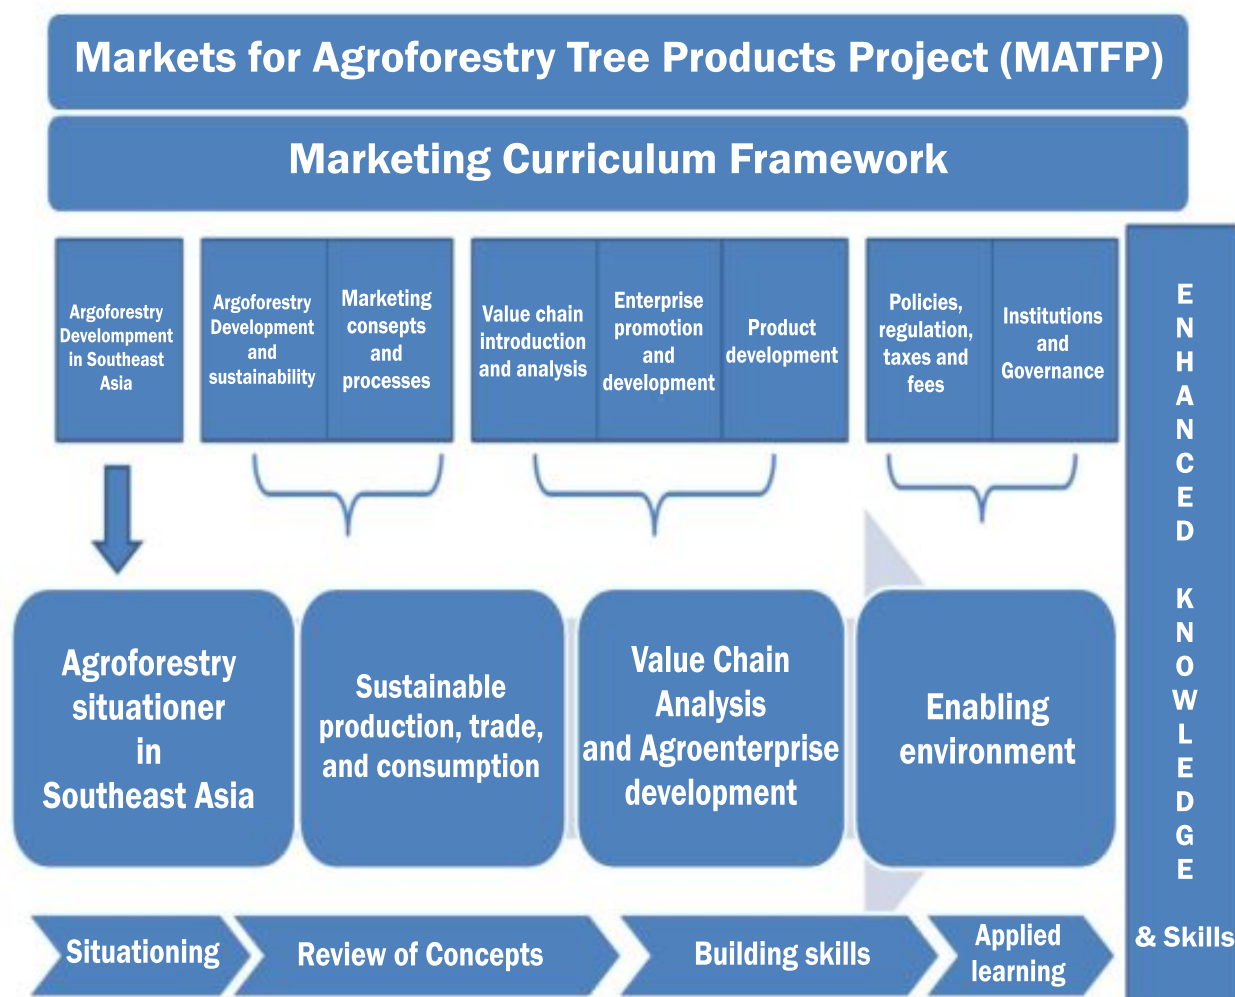 Markets for Agroforestry Tree Products Project (MATFP)
Marketing Curriculum Framework
Argoforestry
Develompment
in Southeast
Asia
Argoforestry
Development
and
sustainability
Marketing
consepts
and
processes
Value chain
introduction
and analysis
Enterprise
promotion
and
development
Product
development
Policies,
regulation,
taxes and
fees
Institutions
and
Governance
Agroforestry
situationer
in
Southeast Asia
Sustainable
production, trade,
and consumption
Value Chain
Analysis
and Agroenterprise
development
Enabling
environment
Situationing
Review of Concepts
Building skills
Applied
learning
E
N
H
A
N
C
E
D
K
N
O
W
L
E
D
G
E
& Skills